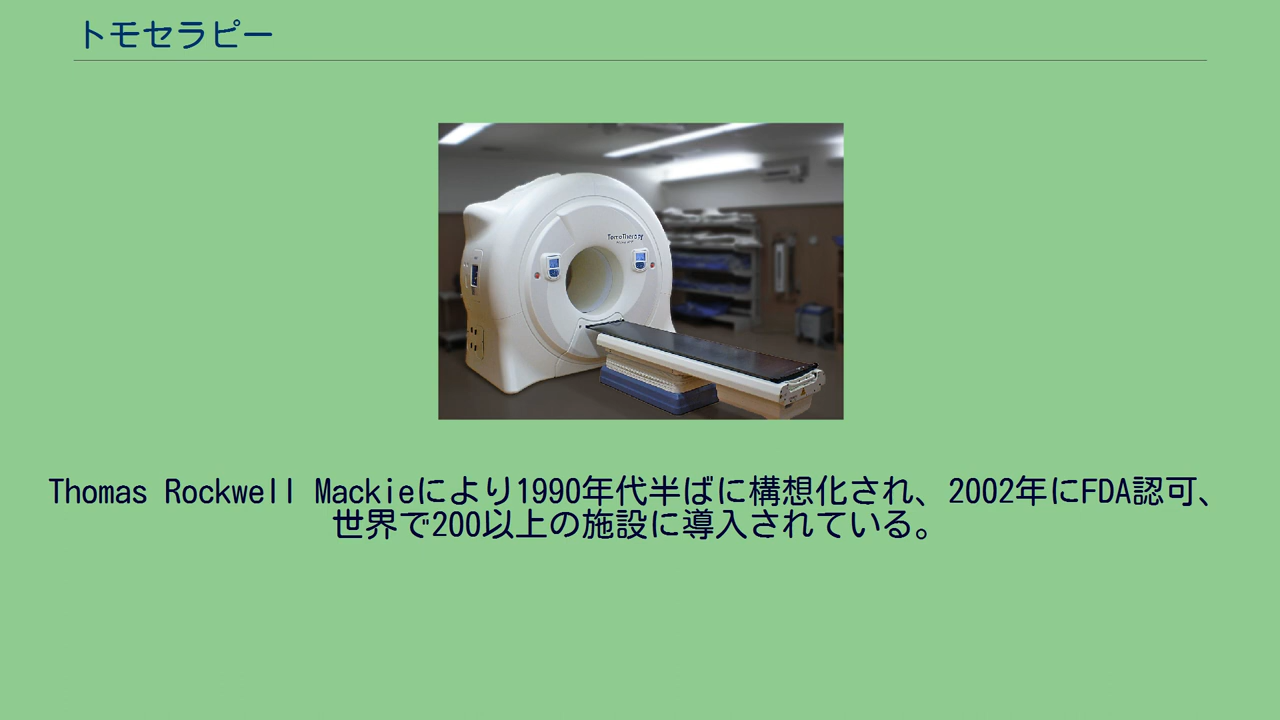 トモセラピー
TomoTherapy
Thomas Rockwell Mackieにより1990年代半ばに構想化され、2002年にFDA認可、
世界で200以上の施設に導入されている。